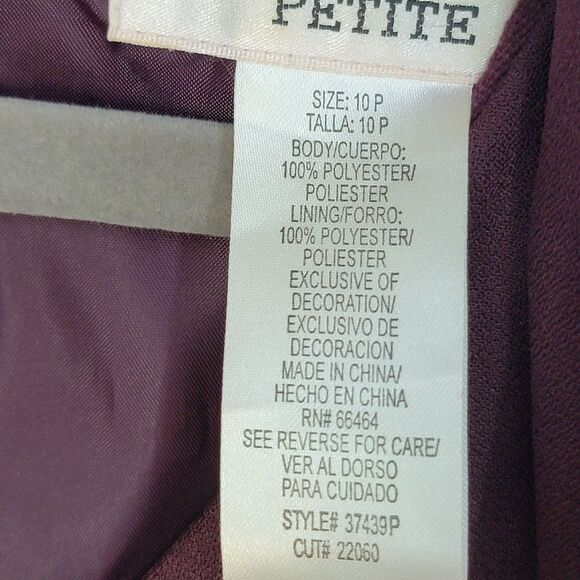 PETITE
SIZE: 10 P
TALLA: 10 P
BODY/CUERPO:
100% POLYESTER/
POLIESTER
LINING/FORRO:
100% POLYESTER/
POLIESTER
EXCLUSIVE OF
DECORATION/
EXCLUSIVO DE
DECORACION
MADE IN CHINA/
HECHO EN CHINA
RN# 66464
SEE REVERSE FOR CARE/
VER AL DORSO
PARA CUIDADO
STYLE# 37439P
CUT# 22060